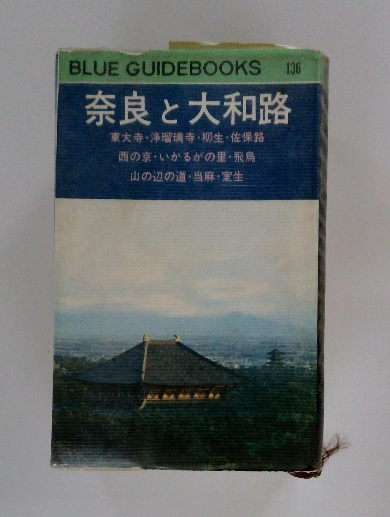 BLUE GUIDEBOOKS 136
奈良と大和路
東大寺・浄瑠璃寺・柳生・佐保路
西の京・いかるがの里・飛鳥
山の辺の道・当麻・室生